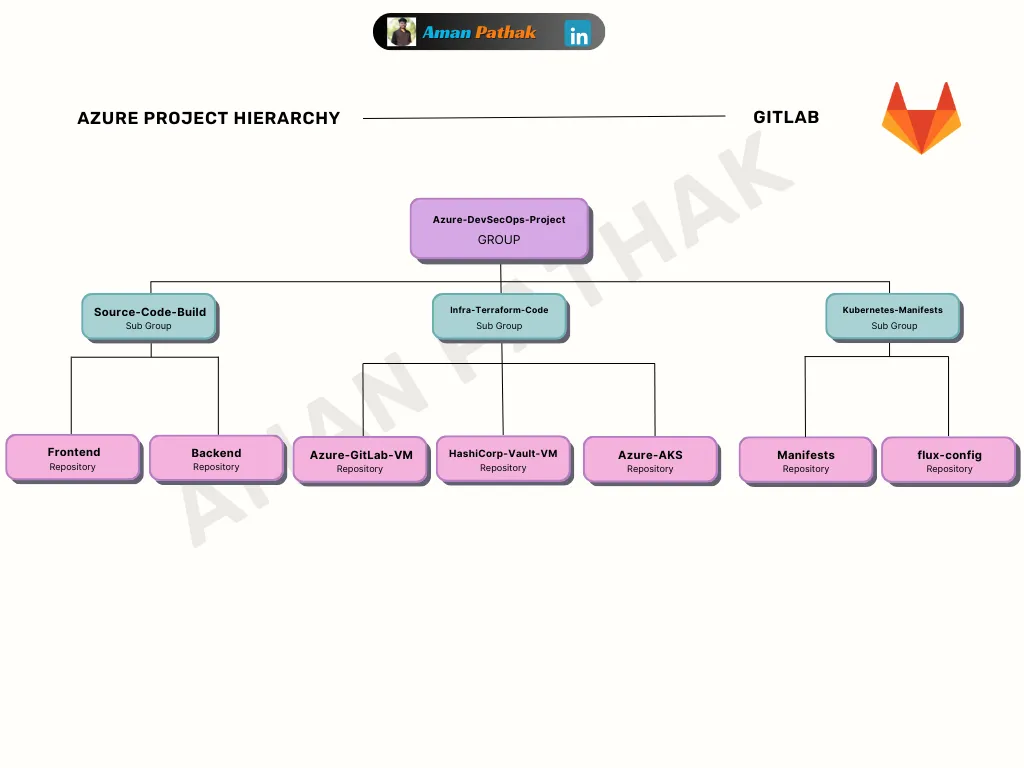 Aman Pathak
in
AZURE PROJECT HIERARCHY
GITLAB
AMAN PATHAK
Azure-DevSecOps-Project
GROUP
Source-Code-Build
Sub Group
Infra-Terraform-Code
Sub Group
Kubernetes-Manifests
Sub Group
Frontend
Repository
Backend
Repository
Azure-GitLab-VM
Repository
HashiCorp-Vault-VM
Repository
Azure-AKS
Repository
Manifests
Repository
flux-config
Repository